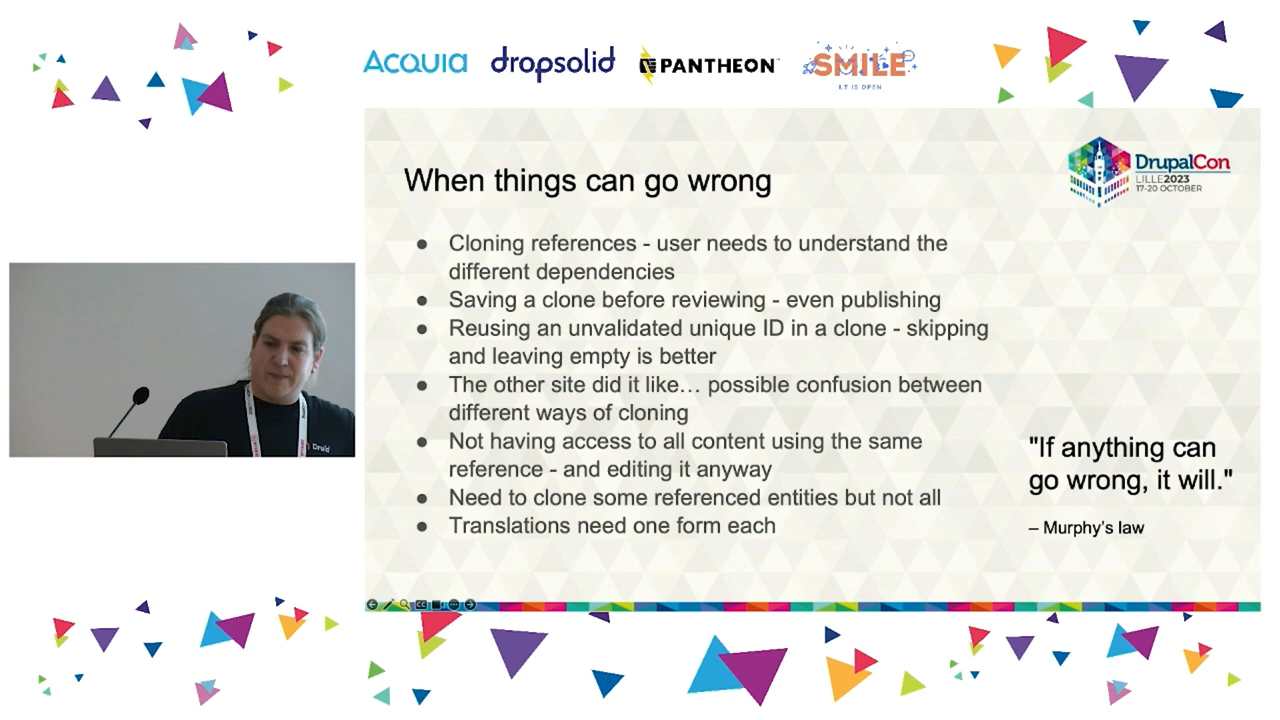 Acquia
dropsolid
PANTHEON
SMILE
I.T IS OPEN
DrupalCon
LILLE2023
17-20 OCTOBER
When things can go wrong
● Cloning references - user needs to understand the
different dependencies
● Saving a clone before reviewing - even publishing
● Reusing an unvalidated unique ID in a clone - skipping
and leaving empty is better
● The other site did it like… possible confusion between
different ways of cloning
● Not having access to all content using the same
reference - and editing it anyway
● Need to clone some referenced entities but not all
● Translations need one form each
"If anything can
go wrong, it will."
– Murphy's law
Druid
CC